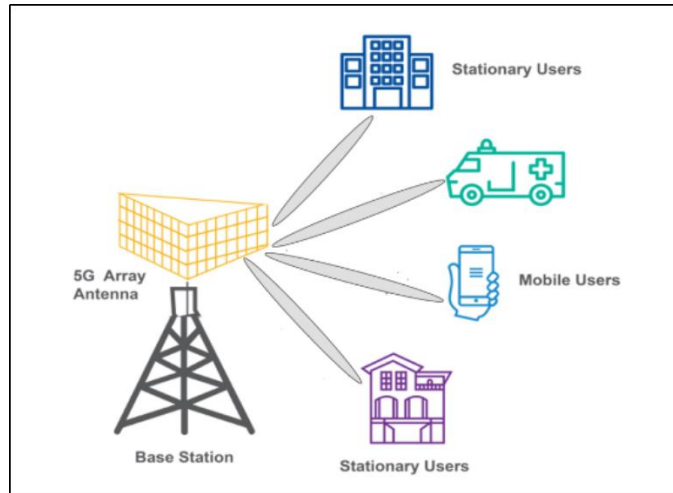 Stationary Users
5G Array
Antenna
Mobile Users
Base Station
Stationary Users